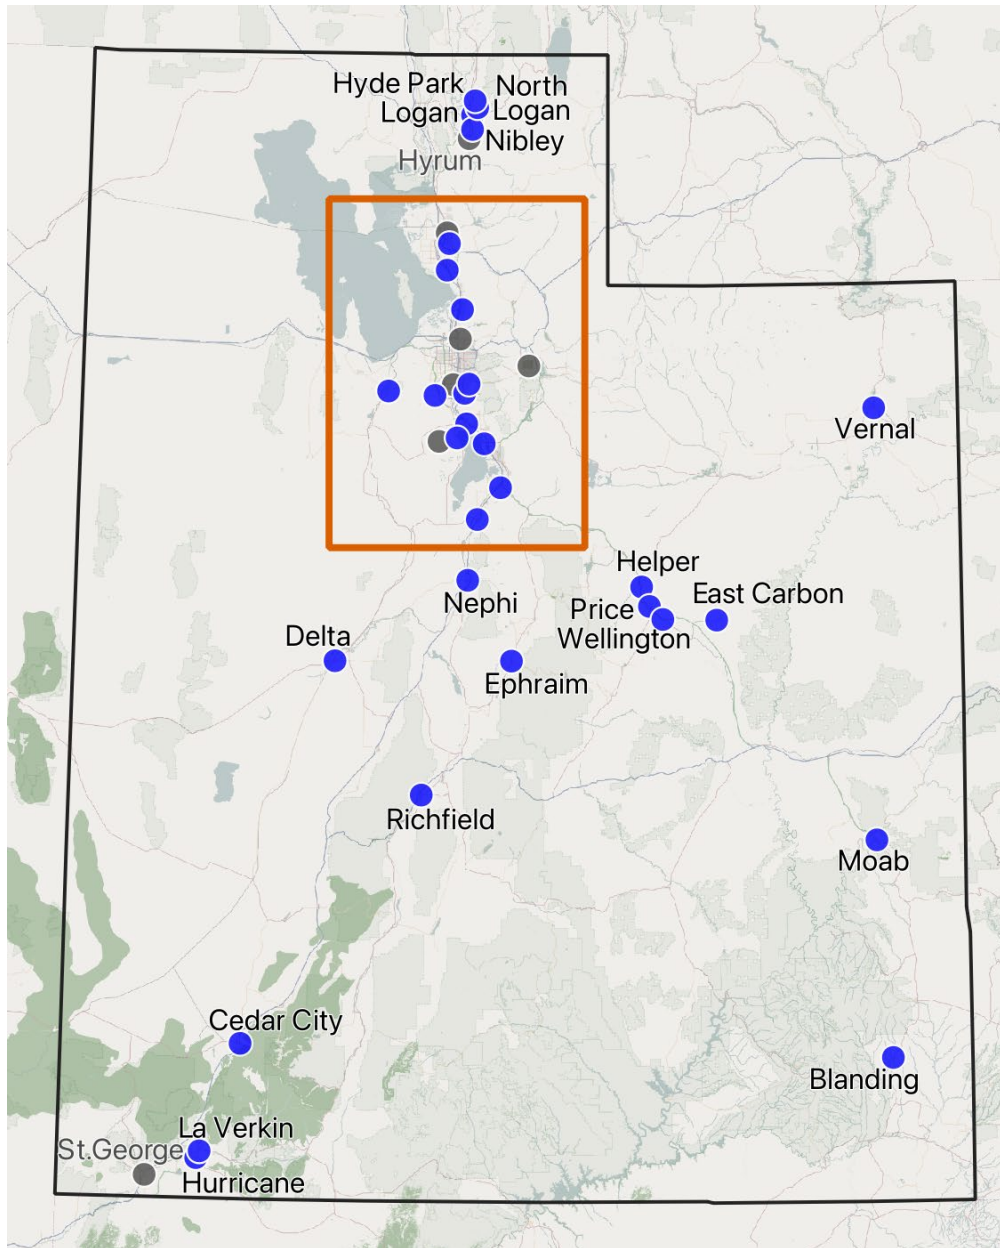 Hyde Park
North
Logan
Logan
Nibley
Hyrum
Vernal
Helper
East Carbon
Nephi
Price
Wellington
Delta
Ephraim
Richfield
Moab
Cedar City
Blanding
La Verkin
St.George
Hurricane